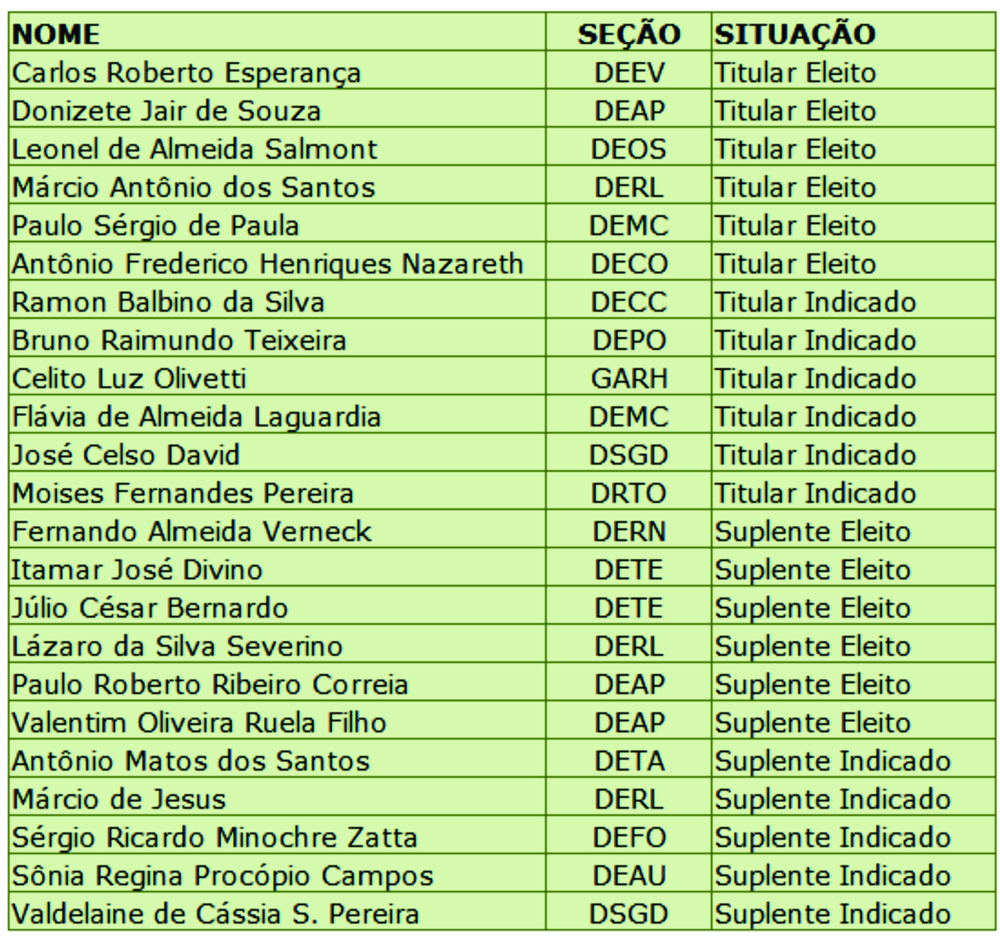 NOME SEÇÃO SITUAÇÃO
Carlos Roberto Esperança DEEV Titular Eleito
Donizete Jair de Souza DEAP Titular Eleito
Leonel de Almeida Salmont DEOS Titular Eleito
Márcio Antônio dos Santos DERL Titular Eleito
Paulo Sérgio de Paula DEMC Titular Eleito
Antônio Frederico Henriques Nazareth DECO Titular Eleito
Ramon Balbino da Silva DECC Titular Indicado
Bruno Raimundo Teixeira DEPO Titular Indicado
Celito Luz Olivetti GARH Titular Indicado
Flávia de Almeida Laguardia DEMC Titular Indicado
José Celso David DSGD Titular Indicado
Moises Fernandes Pereira DRTO Titular Indicado
Fernando Almeida Verneck DERN Suplente Eleito
Itamar José Divino DETE Suplente Eleito
Júlio César Bernardo DETE Suplente Eleito
Lázaro da Silva Severino DERL Suplente Eleito
Paulo Roberto Ribeiro Correia DEAP Suplente Eleito
Valentim Oliveira Ruela Filho DEAP Suplente Eleito
Antônio Matos dos Santos DETA Suplente Indicado
Márcio de Jesus DERL Suplente Indicado
Sérgio Ricardo Minochre Zatta DEFO Suplente Indicado
Sônia Regina Procópio Campos DEAU Suplente Indicado
Valdelaine de Cássia S. Pereira DSGD Suplente Indicado